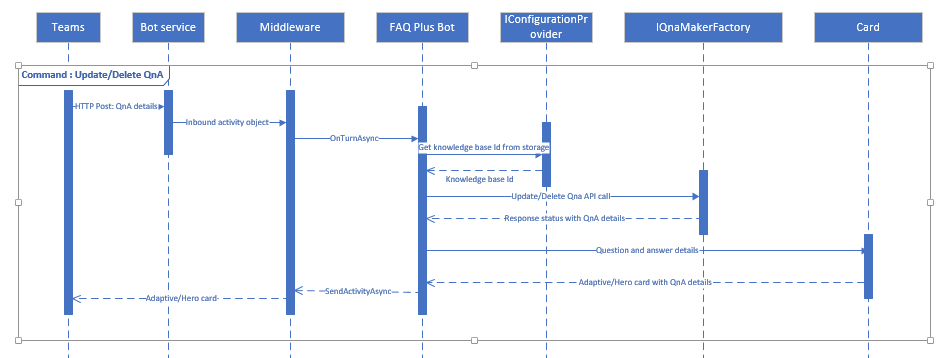 Teams
Bot service
Middleware
FAQ Plus Bot
IConfigurationPr
ovider
IQnaMakerFactory
Card
Command : Update/Delete QnA
HTTP Post: QnA details
Inbound activity object
OnTurnAsync
Get knowledge base Id from storage
Knowledge base Id
Update/Delete Qna API call
Response status with QnA details
Question and answer details
Adaptive/Hero card with QnA details
SendActivityAsync
Adaptive/Hero card